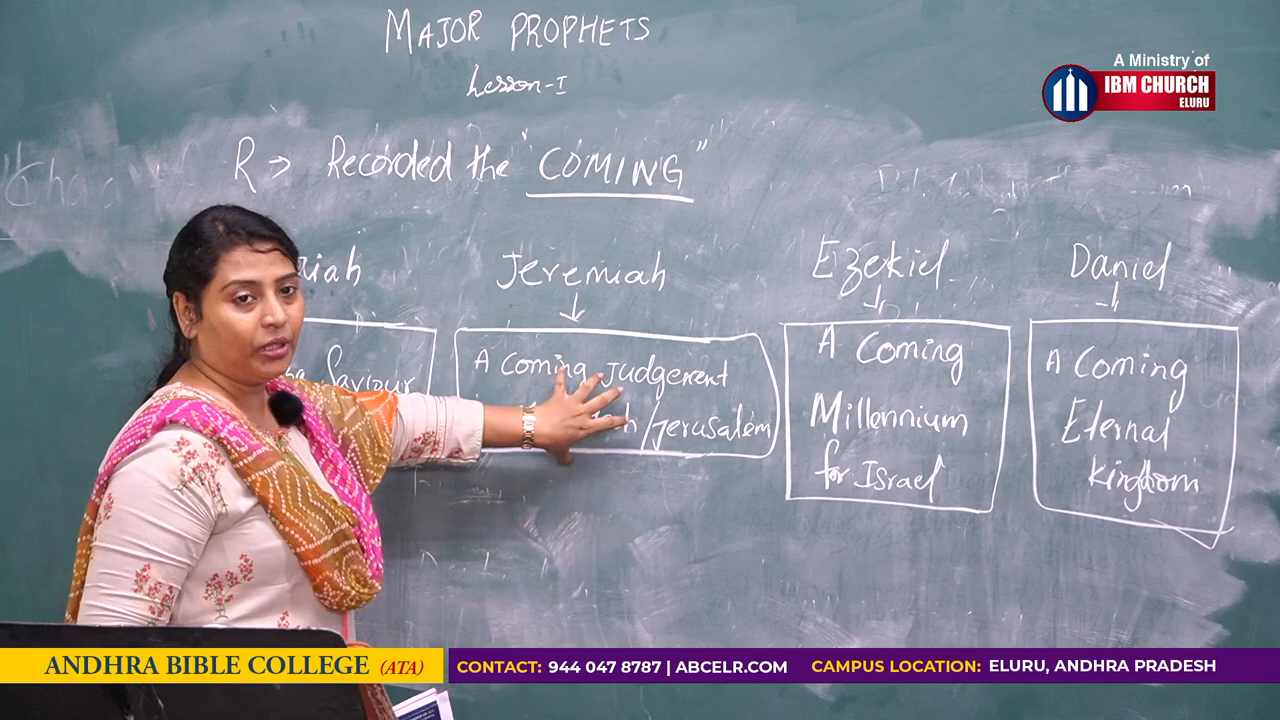 MAJOR PROPHETS
Lesson-I
A Ministry of
IBM CHURCH
ELURU
R => Recorded the "COMING"
iah
Jeremiah
Ezekiel
Daniel
Saviour
A Coming Judgement
h/Jerusalem
A Coming
Millennium
for Israel
A Coming
Eternal
Kingdom
ANDHRA BIBLE COLLEGE (ATA)
CONTACT: 944 047 8787 | ABCELR.COM
CAMPUS LOCATION: ELURU, ANDHRA PRADESH